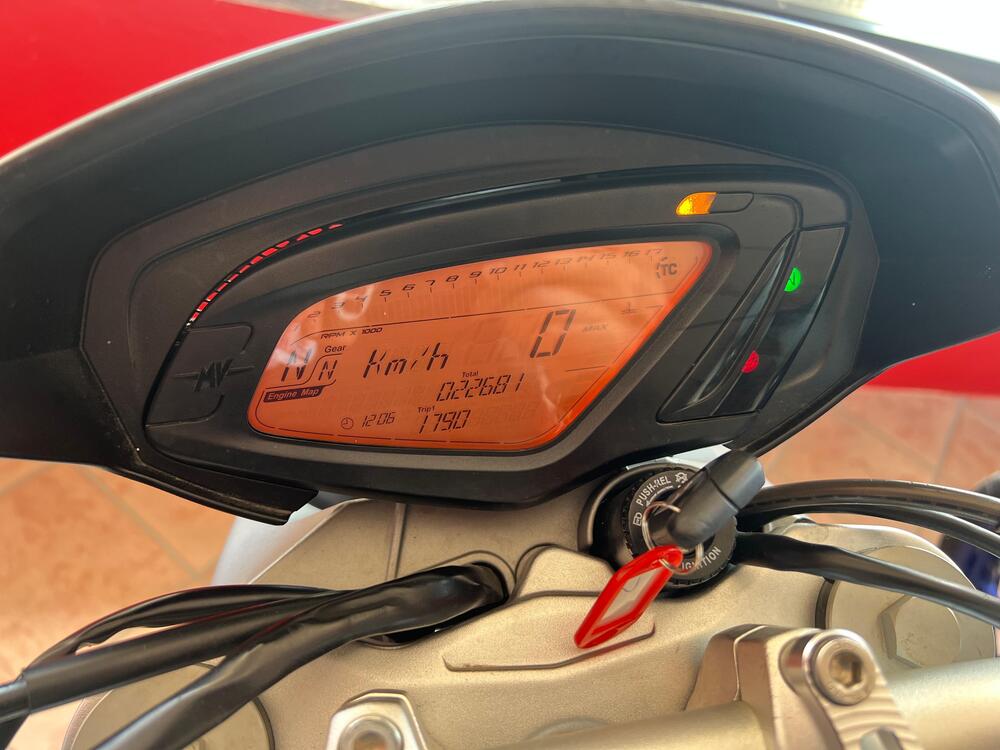 1 2 3 4 5 6 7 8 9 10 11 12 13 14 15 16 17
TC
RPM X 1000
Gear
N N Km/h 0 MAX
Engine Map
Total
022681
Trip1
12:06 1790
MV
PUSH-REL
IGNITION